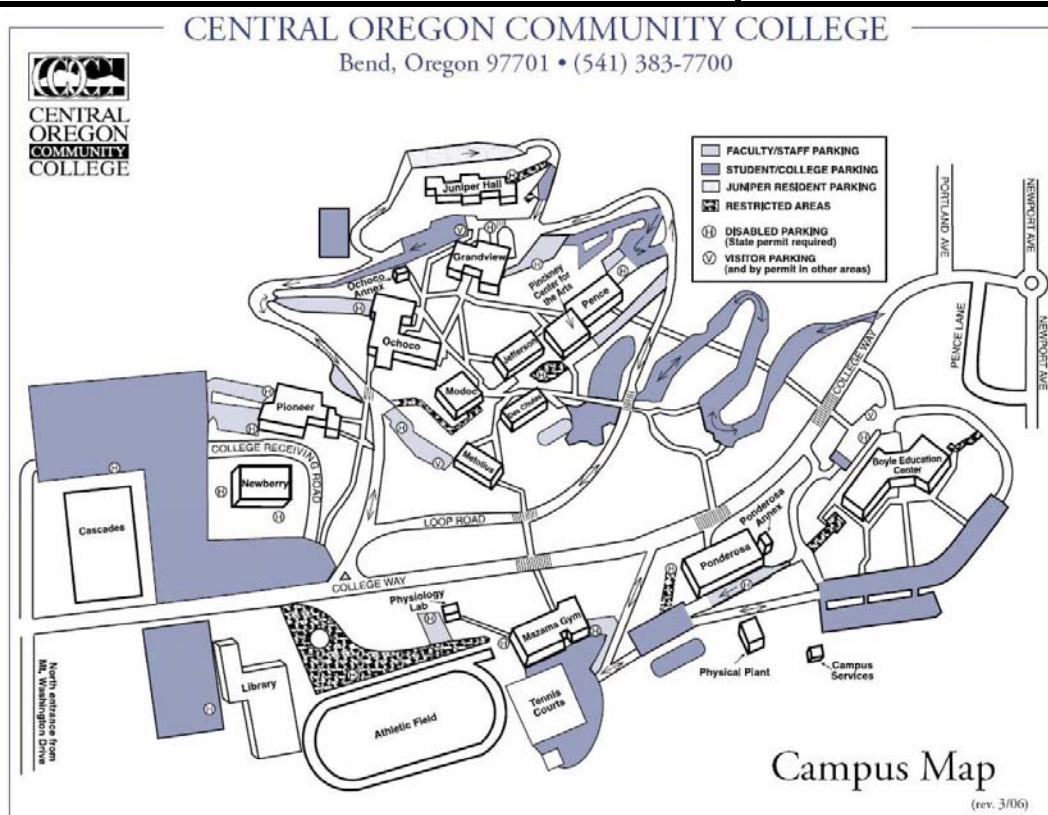 CENTRAL OREGON COMMUNITY COLLEGE
Bend, Oregon 97701 • (541) 383-7700
CENTRAL
OREGON
COMMUNITY
COLLEGE
FACULTY/STAFF PARKING
STUDENT/COLLEGE PARKING
JUNIPER RESIDENT PARKING
RESTRICTED AREAS
H DISABLED PARKING
(State permit required)
V VISITOR PARKING
(and by permit in other areas)
PORTLAND AVE
NEWPORT AVE
PENCE LANE
NEWPORT AVE
COLLEGE WAY
Juniper Hall
Grandview
Ochoco
Annex
Pinckney
Center for
the Arts
Pence
Ochoco
Jefferson
Modoc
Des Chutes
Metolius
Pioneer
COLLEGE RECEIVING ROAD
Newberry
Cascades
LOOP ROAD
COLLEGE WAY
Boyle Education
Center
Ponderosa
Annex
Ponderosa
Physiology
Lab
Mazama Gym
Physical Plant
Campus
Services
Library
Athletic Field
Tennis
Courts
North entrance from
Mt. Washington Drive
Campus Map
(rev. 3/06)